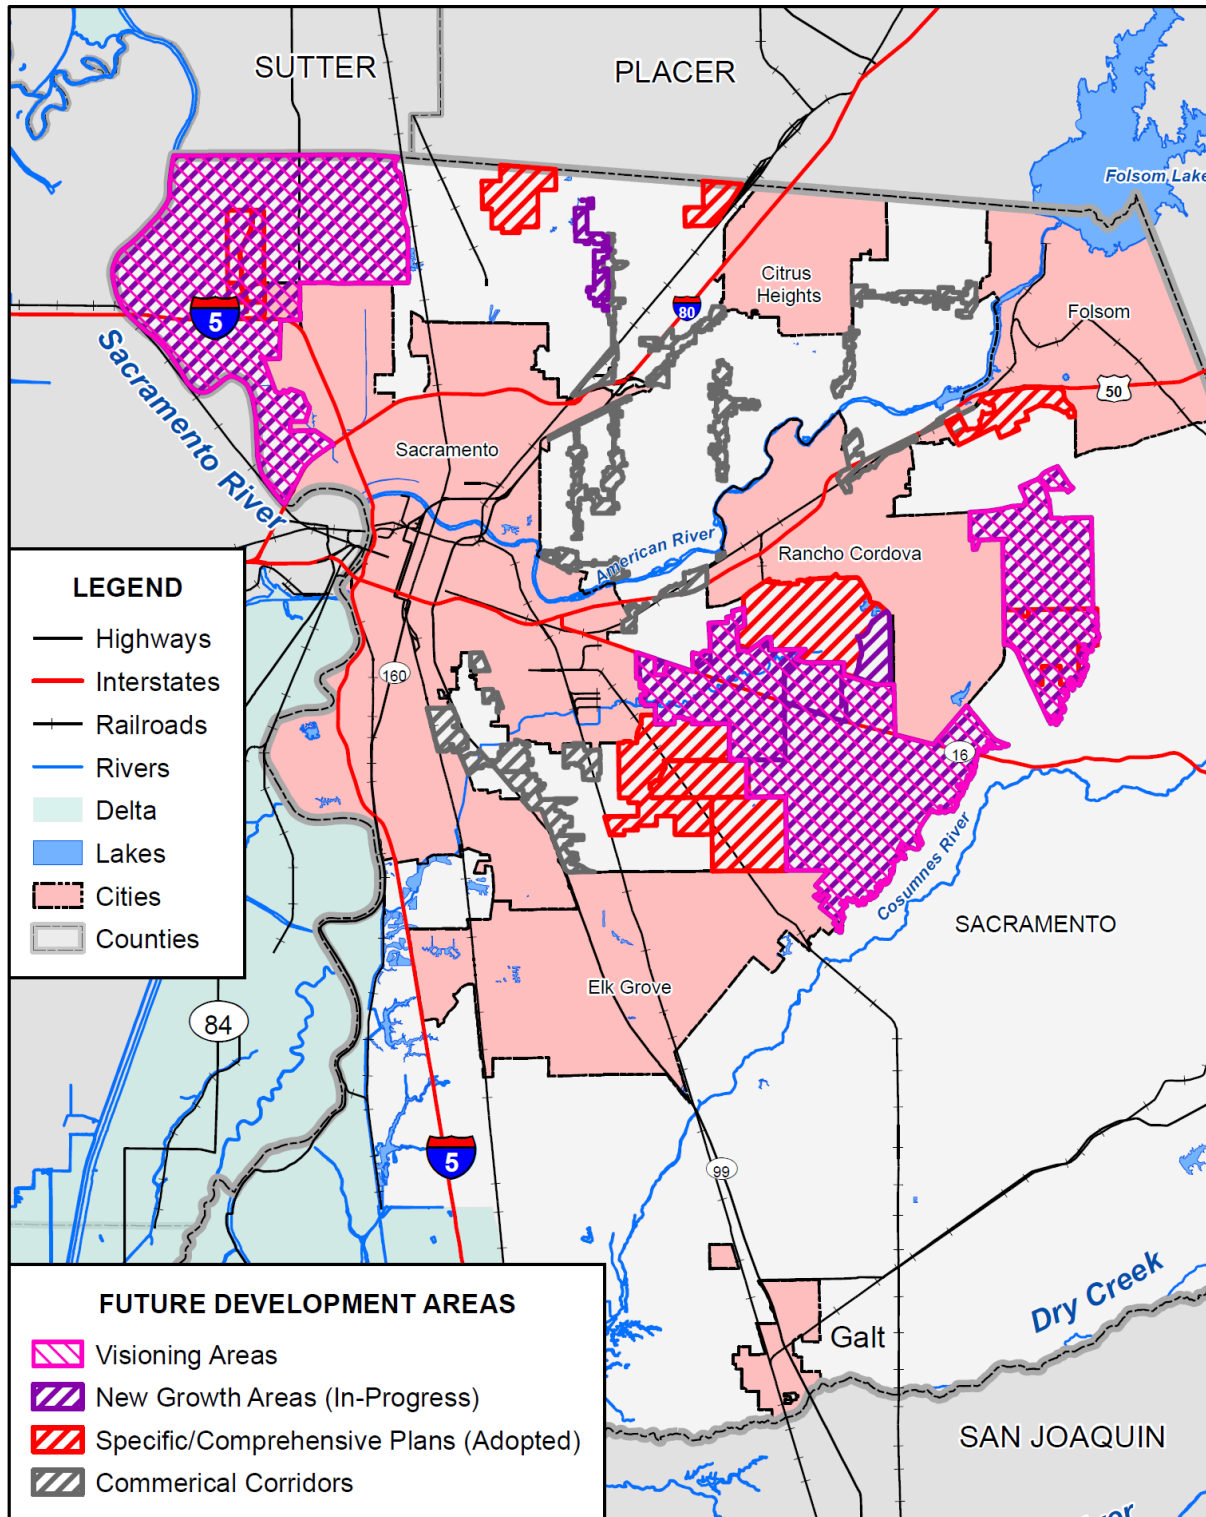 SUTTER
PLACER
Folsom Lake
Citrus
Heights
Folsom
5
80
50
Sacramento River
Sacramento
American River
Rancho Cordova
LEGEND
Highways
Interstates
Railroads
Rivers
Delta
Lakes
Cities
Counties
160
16
Cosumnes River
SACRAMENTO
Elk Grove
84
5
99
Dry Creek
Galt
SAN JOAQUIN
FUTURE DEVELOPMENT AREAS
Visioning Areas
New Growth Areas (In-Progress)
Specific/Comprehensive Plans (Adopted)
Commerical Corridors